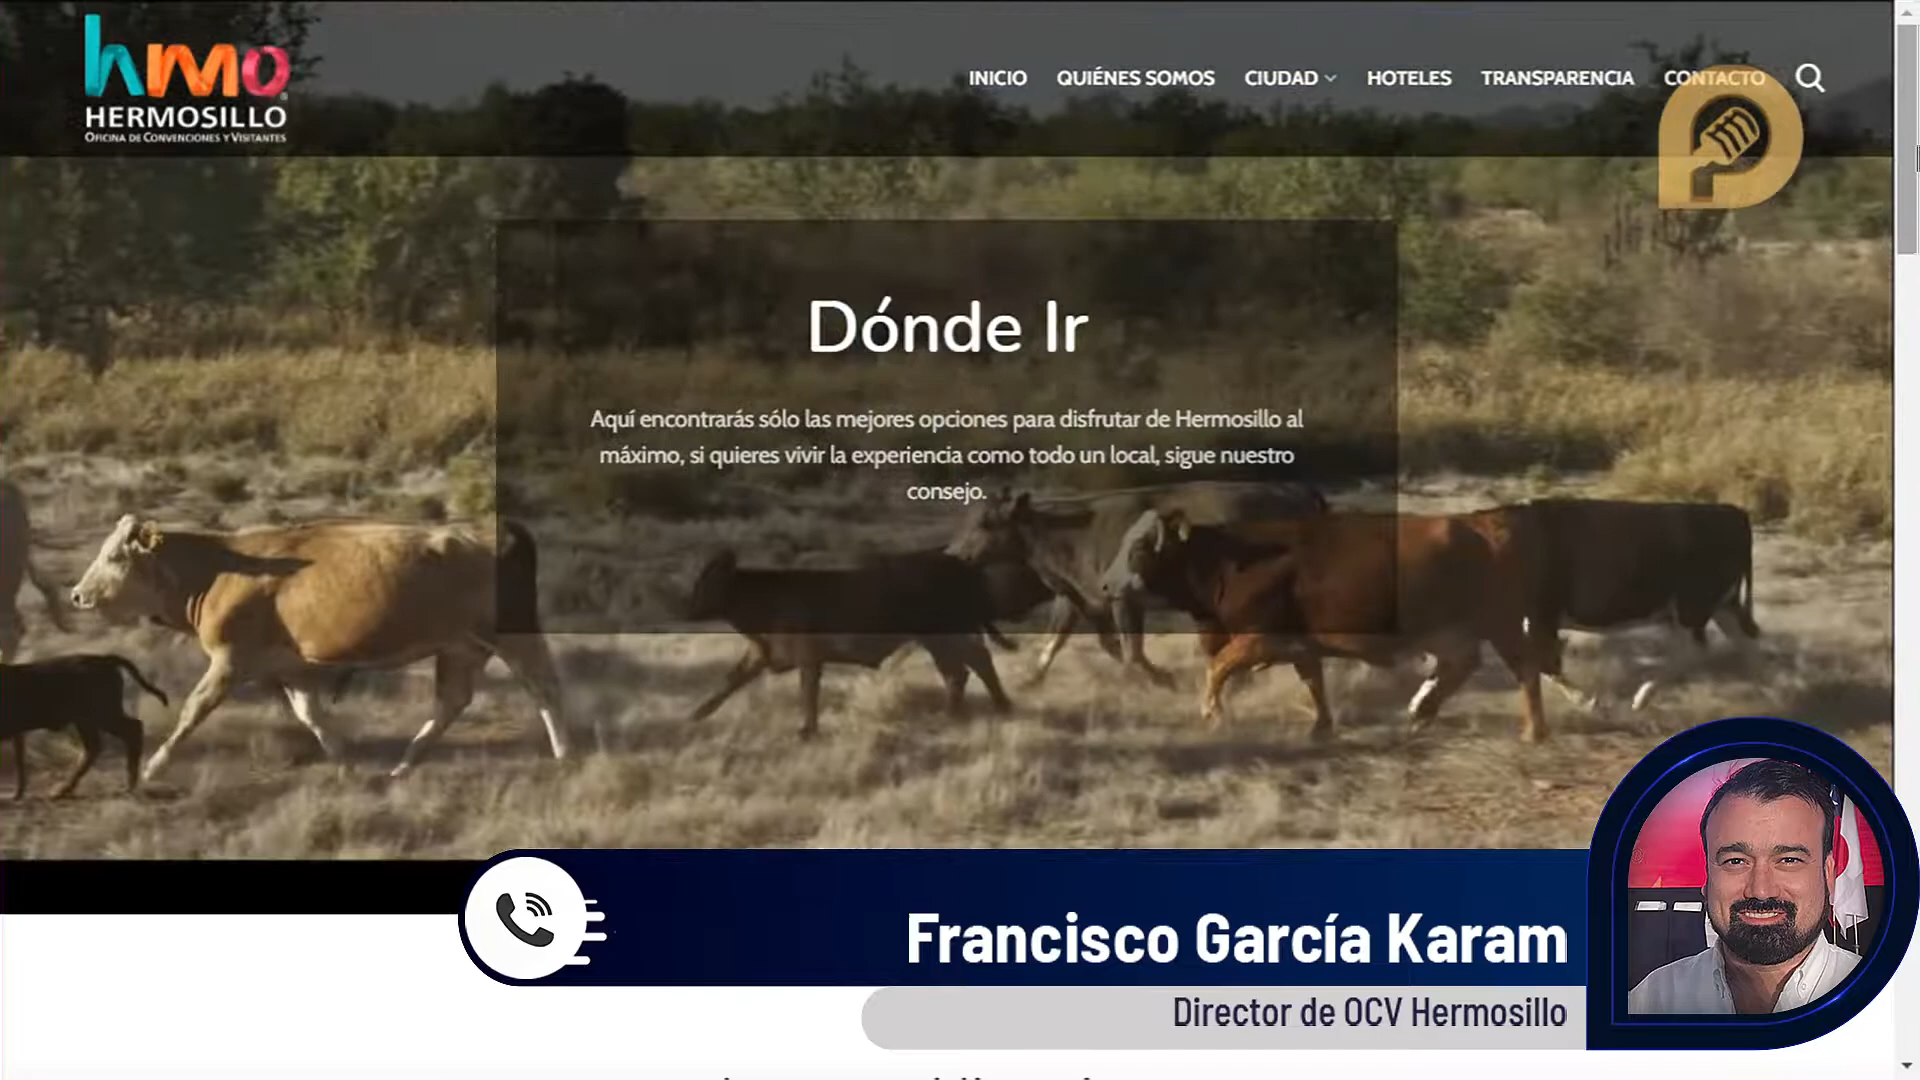 hmo
HERMOSILLO
OFICINA DE CONVENCIONES Y VISITANTES
INICIO QUIÉNES SOMOS CIUDAD HOTELES TRANSPARENCIA CONTACTO
Dónde Ir
Aquí encontrarás sólo las mejores opciones para disfrutar de Hermosillo al
máximo, si quieres vivir la experiencia como todo un local, sigue nuestro
consejo.
Francisco García Karam
Director de OCV Hermosillo